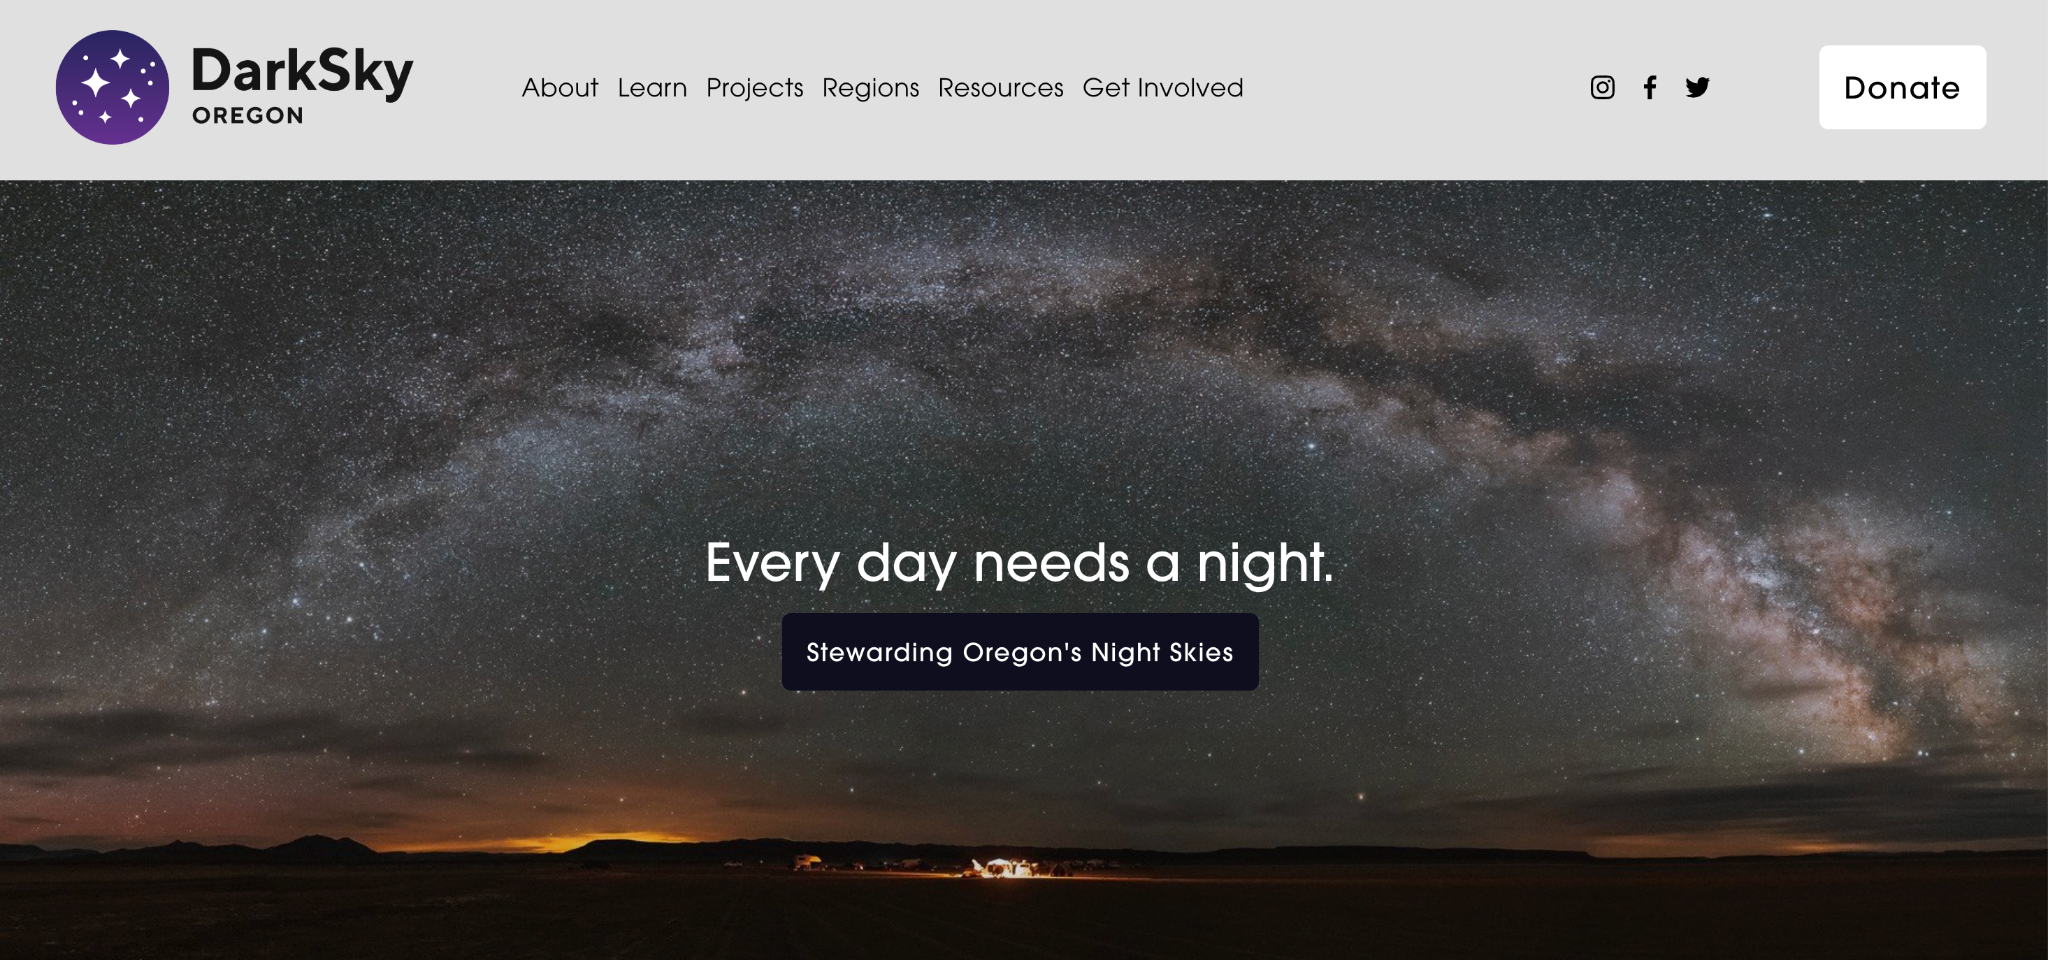 DarkSky
OREGON
About Learn Projects Regions Resources Get Involved
Donate
Every day needs a night.
Stewarding Oregon's Night Skies